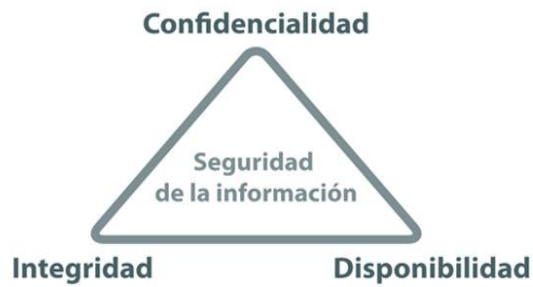 Confidencialidad
Seguridad
de la información
Integridad
Disponibilidad